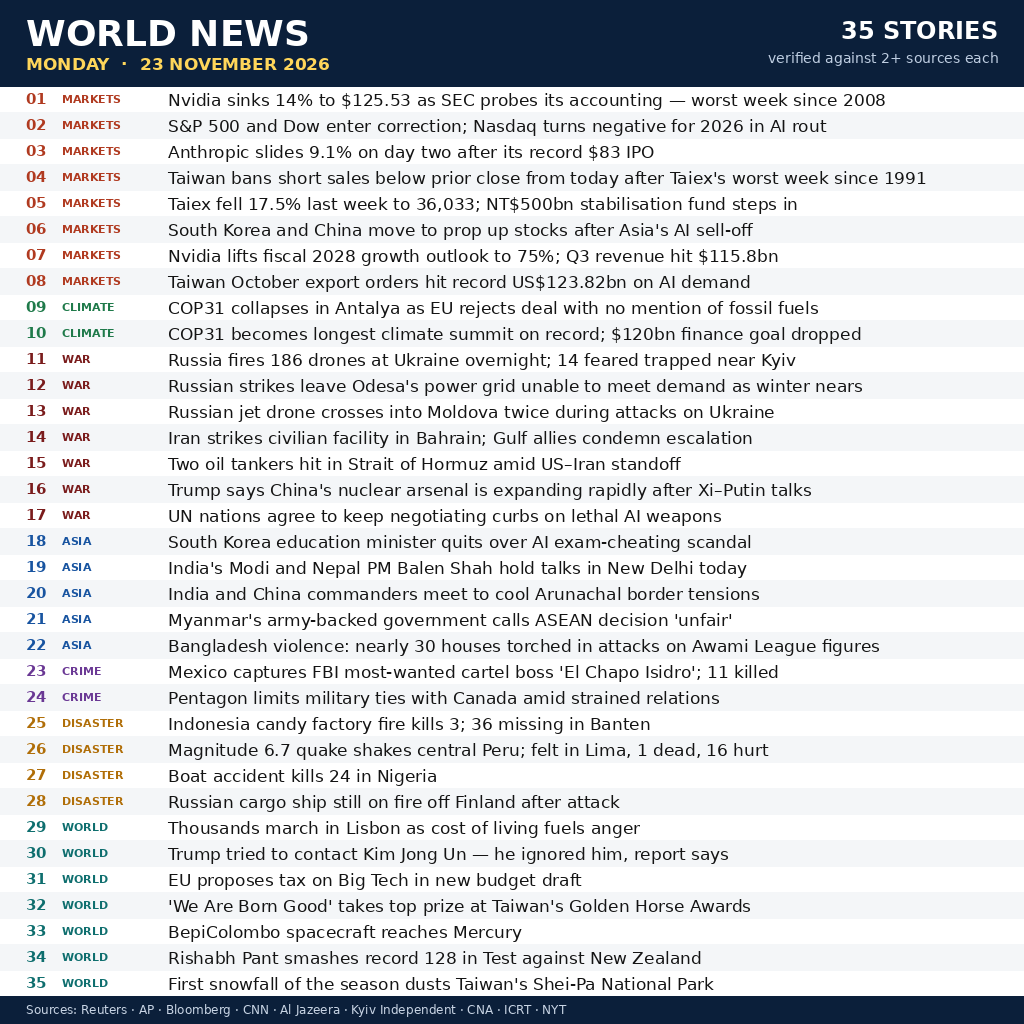 WORLD NEWS
MONDAY · 23 NOVEMBER 2026
35 STORIES
verified against 2+ sources each
01 MARKETS Nvidia sinks 14% to $125.53 as SEC probes its accounting — worst week since 2008
02 MARKETS S&P 500 and Dow enter correction; Nasdaq turns negative for 2026 in AI rout
03 MARKETS Anthropic slides 9.1% on day two after its record $83 IPO
04 MARKETS Taiwan bans short sales below prior close from today after Taiex's worst week since 1991
05 MARKETS Taiex fell 17.5% last week to 36,033; NT$500bn stabilisation fund steps in
06 MARKETS South Korea and China move to prop up stocks after Asia's AI sell-off
07 MARKETS Nvidia lifts fiscal 2028 growth outlook to 75%; Q3 revenue hit $115.8bn
08 MARKETS Taiwan October export orders hit record US$123.82bn on AI demand
09 CLIMATE COP31 collapses in Antalya as EU rejects deal with no mention of fossil fuels
10 CLIMATE COP31 becomes longest climate summit on record; $120bn finance goal dropped
11 WAR Russia fires 186 drones at Ukraine overnight; 14 feared trapped near Kyiv
12 WAR Russian strikes leave Odesa's power grid unable to meet demand as winter nears
13 WAR Russian jet drone crosses into Moldova twice during attacks on Ukraine
14 WAR Iran strikes civilian facility in Bahrain; Gulf allies condemn escalation
15 WAR Two oil tankers hit in Strait of Hormuz amid US–Iran standoff
16 WAR Trump says China's nuclear arsenal is expanding rapidly after Xi–Putin talks
17 WAR UN nations agree to keep negotiating curbs on lethal AI weapons
18 ASIA South Korea education minister quits over AI exam-cheating scandal
19 ASIA India's Modi and Nepal PM Balen Shah hold talks in New Delhi today
20 ASIA India and China commanders meet to cool Arunachal border tensions
21 ASIA Myanmar's army-backed government calls ASEAN decision 'unfair'
22 ASIA Bangladesh violence: nearly 30 houses torched in attacks on Awami League figures
23 CRIME Mexico captures FBI most-wanted cartel boss 'El Chapo Isidro'; 11 killed
24 CRIME Pentagon limits military ties with Canada amid strained relations
25 DISASTER Indonesia candy factory fire kills 3; 36 missing in Banten
26 DISASTER Magnitude 6.7 quake shakes central Peru; felt in Lima, 1 dead, 16 hurt
27 DISASTER Boat accident kills 24 in Nigeria
28 DISASTER Russian cargo ship still on fire off Finland after attack
29 WORLD Thousands march in Lisbon as cost of living fuels anger
30 WORLD Trump tried to contact Kim Jong Un — he ignored him, report says
31 WORLD EU proposes tax on Big Tech in new budget draft
32 WORLD 'We Are Born Good' takes top prize at Taiwan's Golden Horse Awards
33 WORLD BepiColombo spacecraft reaches Mercury
34 WORLD Rishabh Pant smashes record 128 in Test against New Zealand
35 WORLD First snowfall of the season dusts Taiwan's Shei-Pa National Park
Sources: Reuters · AP · Bloomberg · CNN · Al Jazeera · Kyiv Independent · CNA · ICRT · NYT